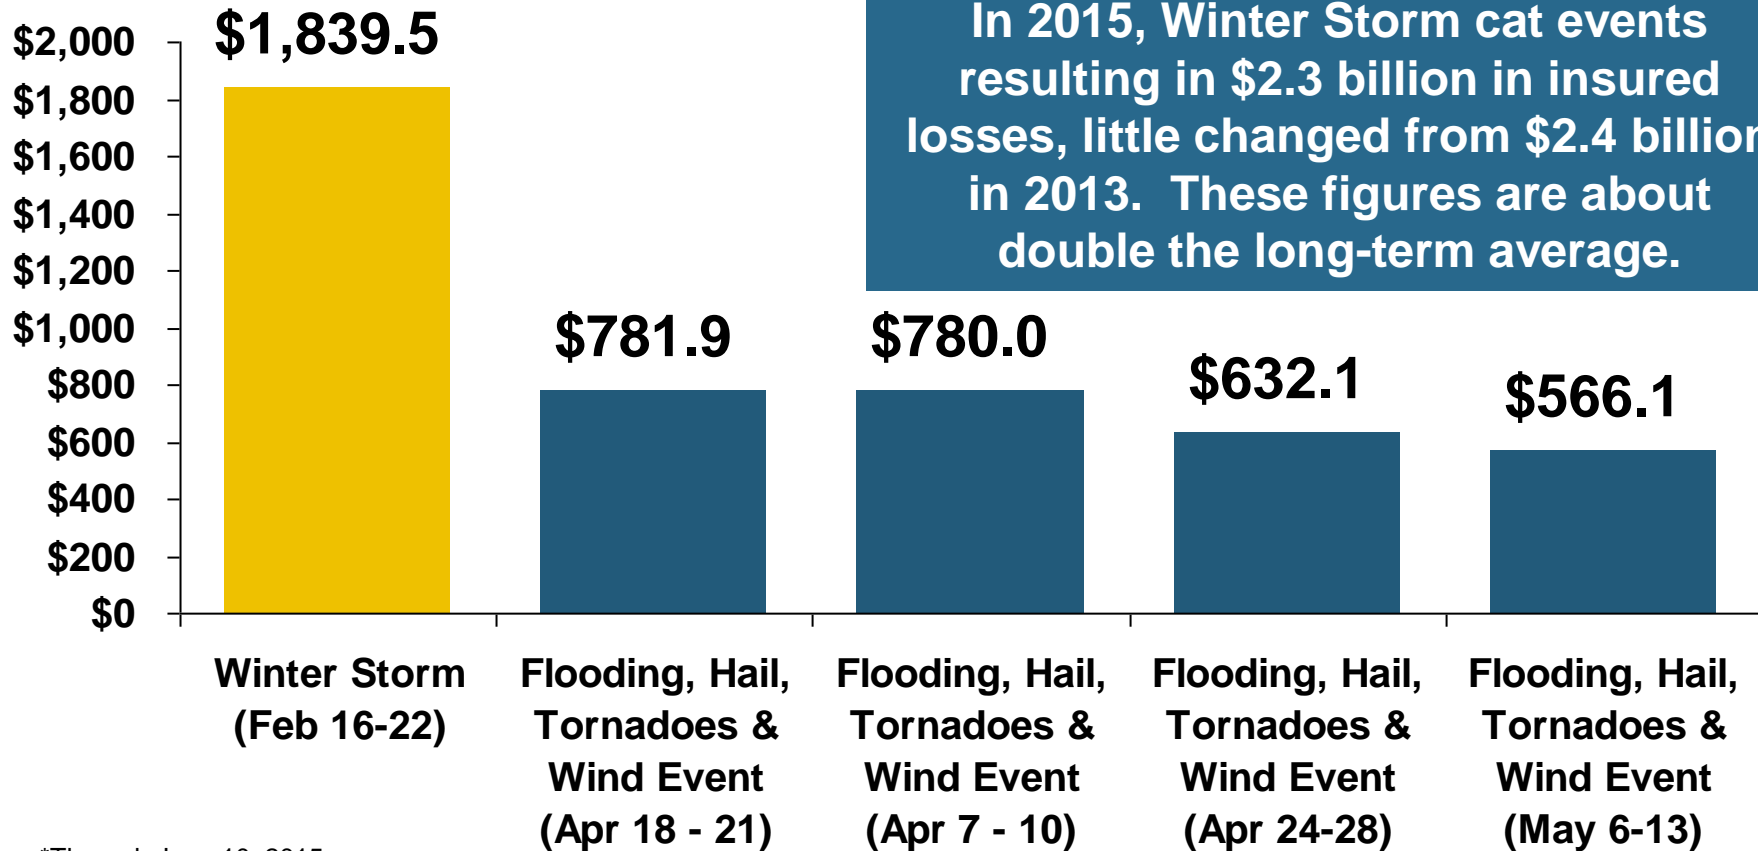 In 2015, Winter Storm cat events
resulting in $2.3 billion in insured
losses, little changed from $2.4 billion
in 2013. These figures are about
double the long-term average.
$2,000
$1,800
$1,600
$1,400
$1,200
$1,000
$800
$600
$400
$200
$0
$1,839.5
$781.9
$780.0
$632.1
$566.1
Winter Storm
(Feb 16-22)
Flooding, Hail,
Tornadoes &
Wind Event
(Apr 18 - 21)
Flooding, Hail,
Tornadoes &
Wind Event
(Apr 7 - 10)
Flooding, Hail,
Tornadoes &
Wind Event
(Apr 24-28)
Flooding, Hail,
Tornadoes &
Wind Event
(May 6-13)